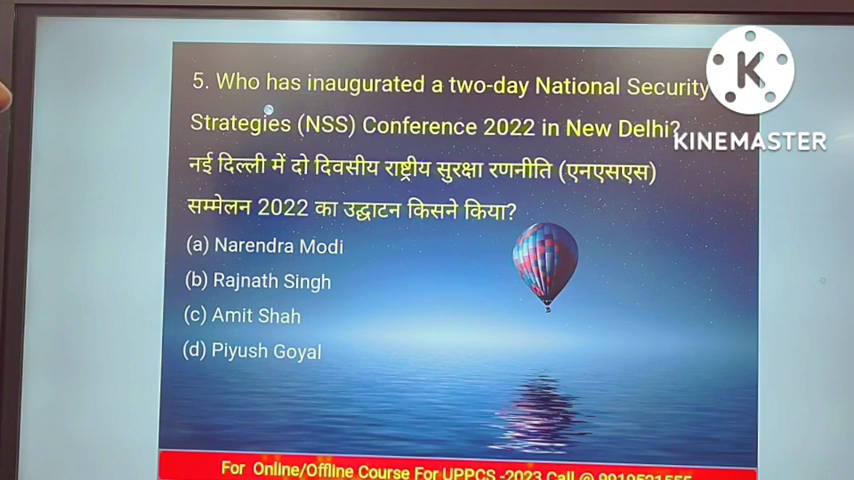 5. Who has inaugurated a two-day National Security
Strategies (NSS) Conference 2022 in New Delhi?
नई दिल्ली में दो दिवसीय राष्ट्रीय सुरक्षा रणनीति (एनएसएस)
सम्मेलन 2022 का उद्घाटन किसने किया?
(a) Narendra Modi
(b) Rajnath Singh
(c) Amit Shah
(d) Piyush Goyal
K
KINEMASTER
For Online/Offline Course For UPPCS -2023 Call @